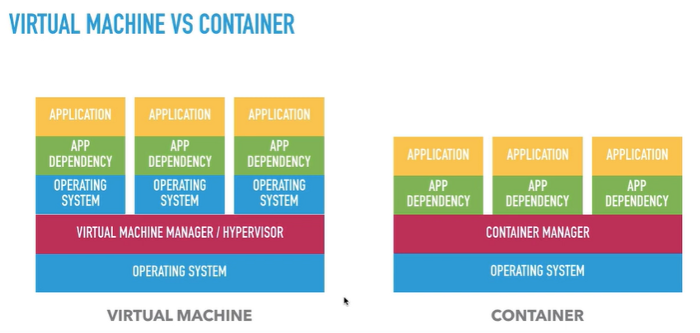 VIRTUAL MACHINE VS CONTAINER
APPLICATION
APPLICATION
APPLICATION
APP
DEPENDENCY
APP
DEPENDENCY
APP
DEPENDENCY
OPERATING
SYSTEM
OPERATING
SYSTEM
OPERATING
SYSTEM
VIRTUAL MACHINE MANAGER / HYPERVISOR
OPERATING SYSTEM
VIRTUAL MACHINE
APPLICATION
APPLICATION
APPLICATION
APP
DEPENDENCY
APP
DEPENDENCY
APP
DEPENDENCY
CONTAINER MANAGER
OPERATING SYSTEM
CONTAINER